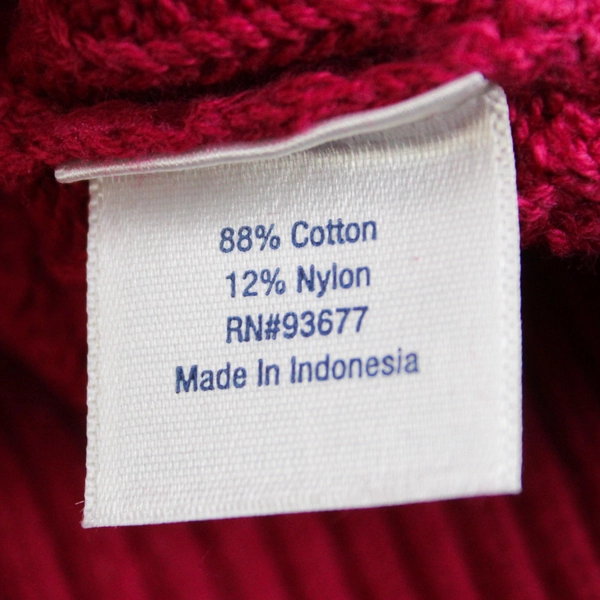 88% Cotton
12% Nylon
RN#93677
Made In Indonesia